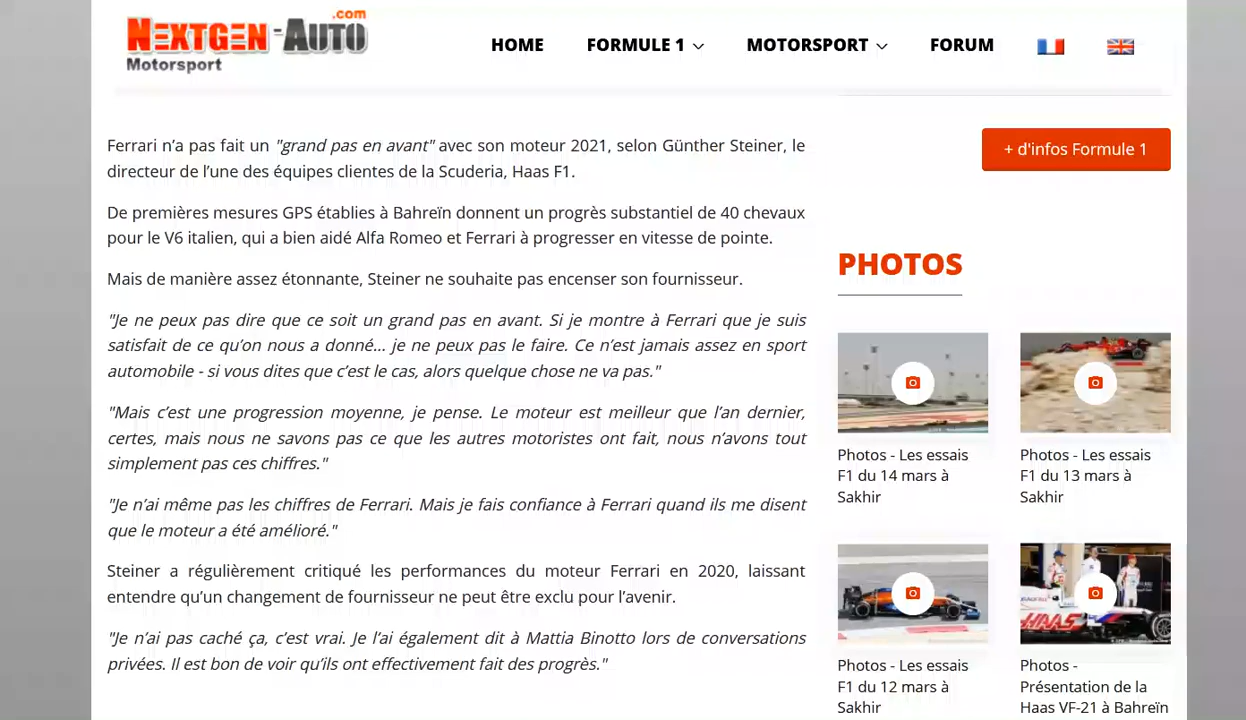 NEXTGEN-AUTO.com
Motorsport
HOME
FORMULE 1
MOTORSPORT
FORUM
Ferrari n’a pas fait un "grand pas en avant" avec son moteur 2021, selon Günther Steiner, le
directeur de l’une des équipes clientes de la Scuderia, Haas F1.
De premières mesures GPS établies à Bahreïn donnent un progrès substantiel de 40 chevaux
pour le V6 italien, qui a bien aidé Alfa Romeo et Ferrari à progresser en vitesse de pointe.
Mais de manière assez étonnante, Steiner ne souhaite pas encenser son fournisseur.
"Je ne peux pas dire que ce soit un grand pas en avant. Si je montre à Ferrari que je suis
satisfait de ce qu’on nous a donné... je ne peux pas le faire. Ce n’est jamais assez en sport
automobile - si vous dites que c’est le cas, alors quelque chose ne va pas."
"Mais c’est une progression moyenne, je pense. Le moteur est meilleur que l’an dernier,
certes, mais nous ne savons pas ce que les autres motoristes ont fait, nous n’avons tout
simplement pas ces chiffres."
"Je n’ai même pas les chiffres de Ferrari. Mais je fais confiance à Ferrari quand ils me disent
que le moteur a été amélioré."
Steiner a régulièrement critiqué les performances du moteur Ferrari en 2020, laissant
entendre qu’un changement de fournisseur ne peut être exclu pour l’avenir.
"Je n’ai pas caché ça, c’est vrai. Je l’ai également dit à Mattia Binotto lors de conversations
privées. Il est bon de voir qu’ils ont effectivement fait des progrès."
+ d'infos Formule 1
PHOTOS
Photos - Les essais
F1 du 14 mars à
Sakhir
Photos - Les essais
F1 du 13 mars à
Sakhir
Photos - Les essais
F1 du 12 mars à
Sakhir
HAAS
Photos -
Présentation de la
Haas VF-21 à Bahreïn